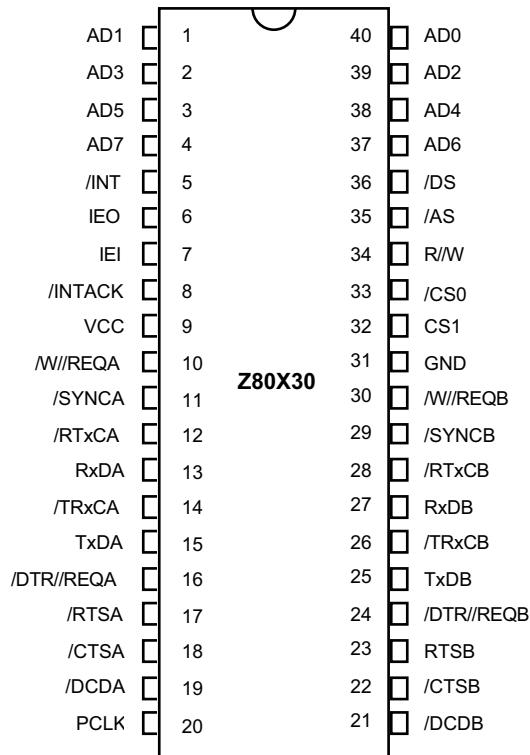 AD1 1 40 AD0
AD3 2 39 AD2
AD5 3 38 AD4
AD7 4 37 AD6
/INT 5 36 /DS
IEO 6 35 /AS
IEI 7 34 R//W
/INTACK 8 33 /CS0
VCC 9 32 CS1
/W//REQA 10 31 GND
Z80X30
/SYNCA 11 30 /W//REQB
/RTxCA 12 29 /SYNCB
RxDA 13 28 /RTxCB
/TRxCA 14 27 RxDB
TxDA 15 26 /TRxCB
/DTR//REQA 16 25 TxDB
/RTSA 17 24 /DTR//REQB
/CTSA 18 23 RTSB
/DCDA 19 22 /CTSB
PCLK 20 21 /DCDB